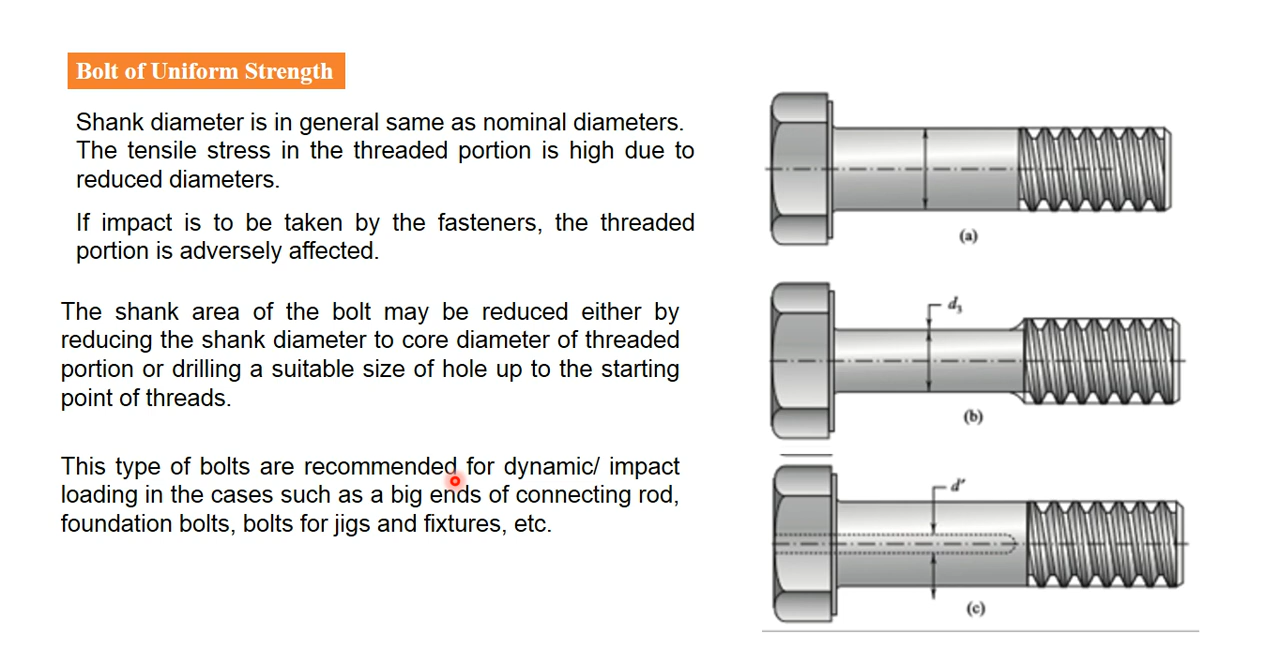 Bolt of Uniform Strength
Shank diameter is in general same as nominal diameters.
The tensile stress in the threaded portion is high due to
reduced diameters.
If impact is to be taken by the fasteners, the threaded
portion is adversely affected.
The shank area of the bolt may be reduced either by
reducing the shank diameter to core diameter of threaded
portion or drilling a suitable size of hole up to the starting
point of threads.
This type of bolts are recommended for dynamic/ impact
loading in the cases such as a big ends of connecting rod,
foundation bolts, bolts for jigs and fixtures, etc.
(a)
d₃
(b)
d'
(c)